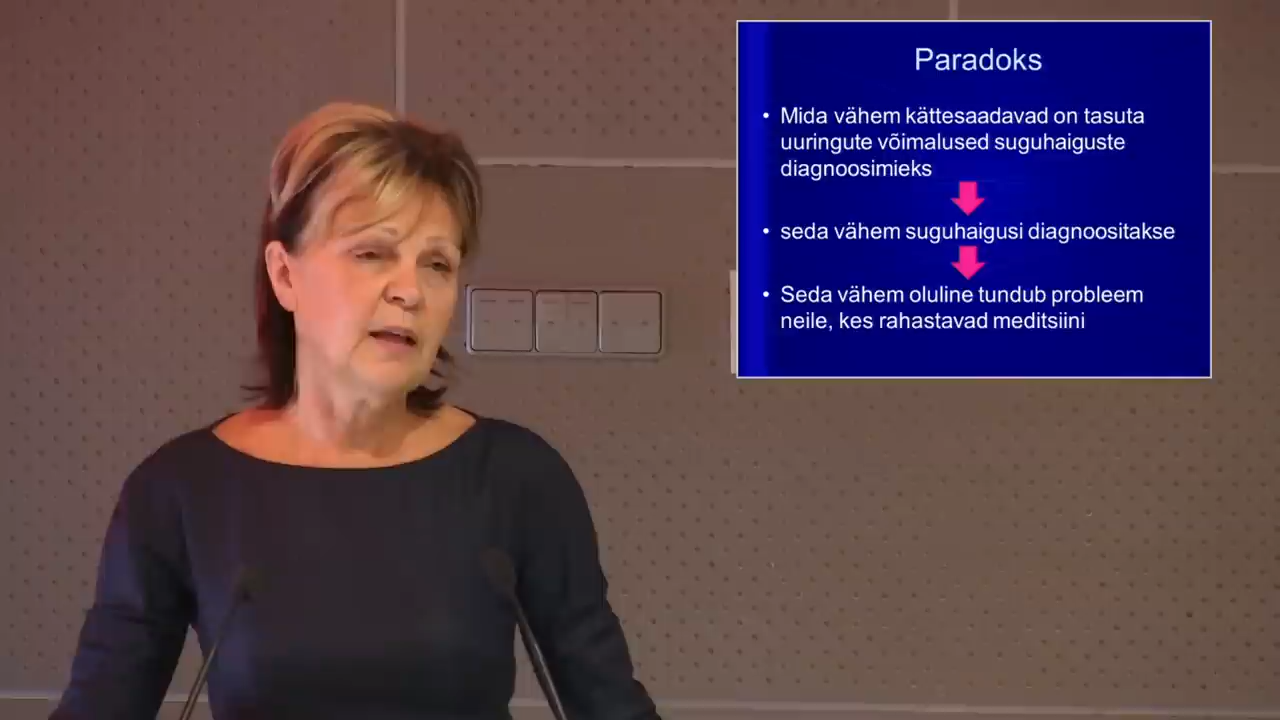 Paradoks
• Mida vähem kättesaadavad on tasuta
uuringute võimalused suguhaiguste
diagnoosimieks
• seda vähem suguhaigusi diagnoositakse
• Seda vähem oluline tundub probleem
neile, kes rahastavad meditsiini